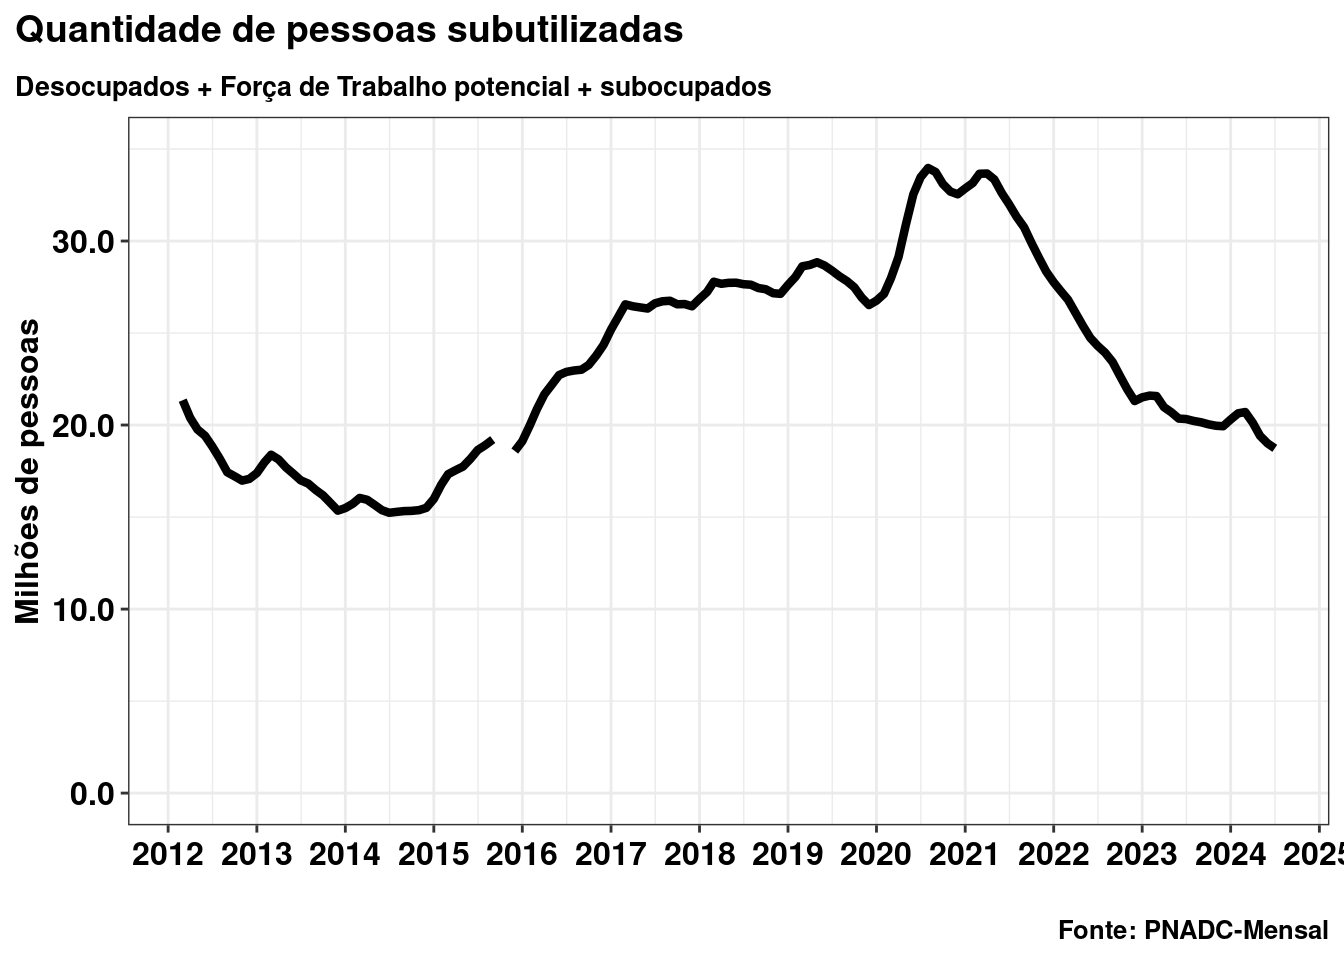 Quantidade de pessoas subutilizadas
Desocupados + Força de Trabalho potencial + subocupados
Milhões de pessoas
30.0
20.0
10.0
0.0
2012 2013 2014 2015 2016 2017 2018 2019 2020 2021 2022 2023 2024 2025
Fonte: PNADC-Mensal